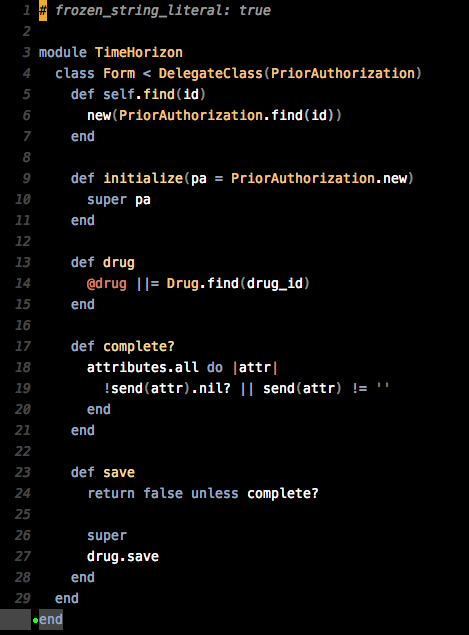 1 # frozen_string_literal: true
2
3 module TimeHorizon
4   class Form < DelegateClass(PriorAuthorization)
5     def self.find(id)
6       new(PriorAuthorization.find(id))
7     end
8
9     def initialize(pa = PriorAuthorization.new)
10       super pa
11     end
12
13     def drug
14       @drug ||= Drug.find(drug_id)
15     end
16
17     def complete?
18       attributes.all do |attr|
19         !send(attr).nil? || send(attr) != ''
20       end
21     end
22
23     def save
24       return false unless complete?
25
26       super
27       drug.save
28     end
29   end
end